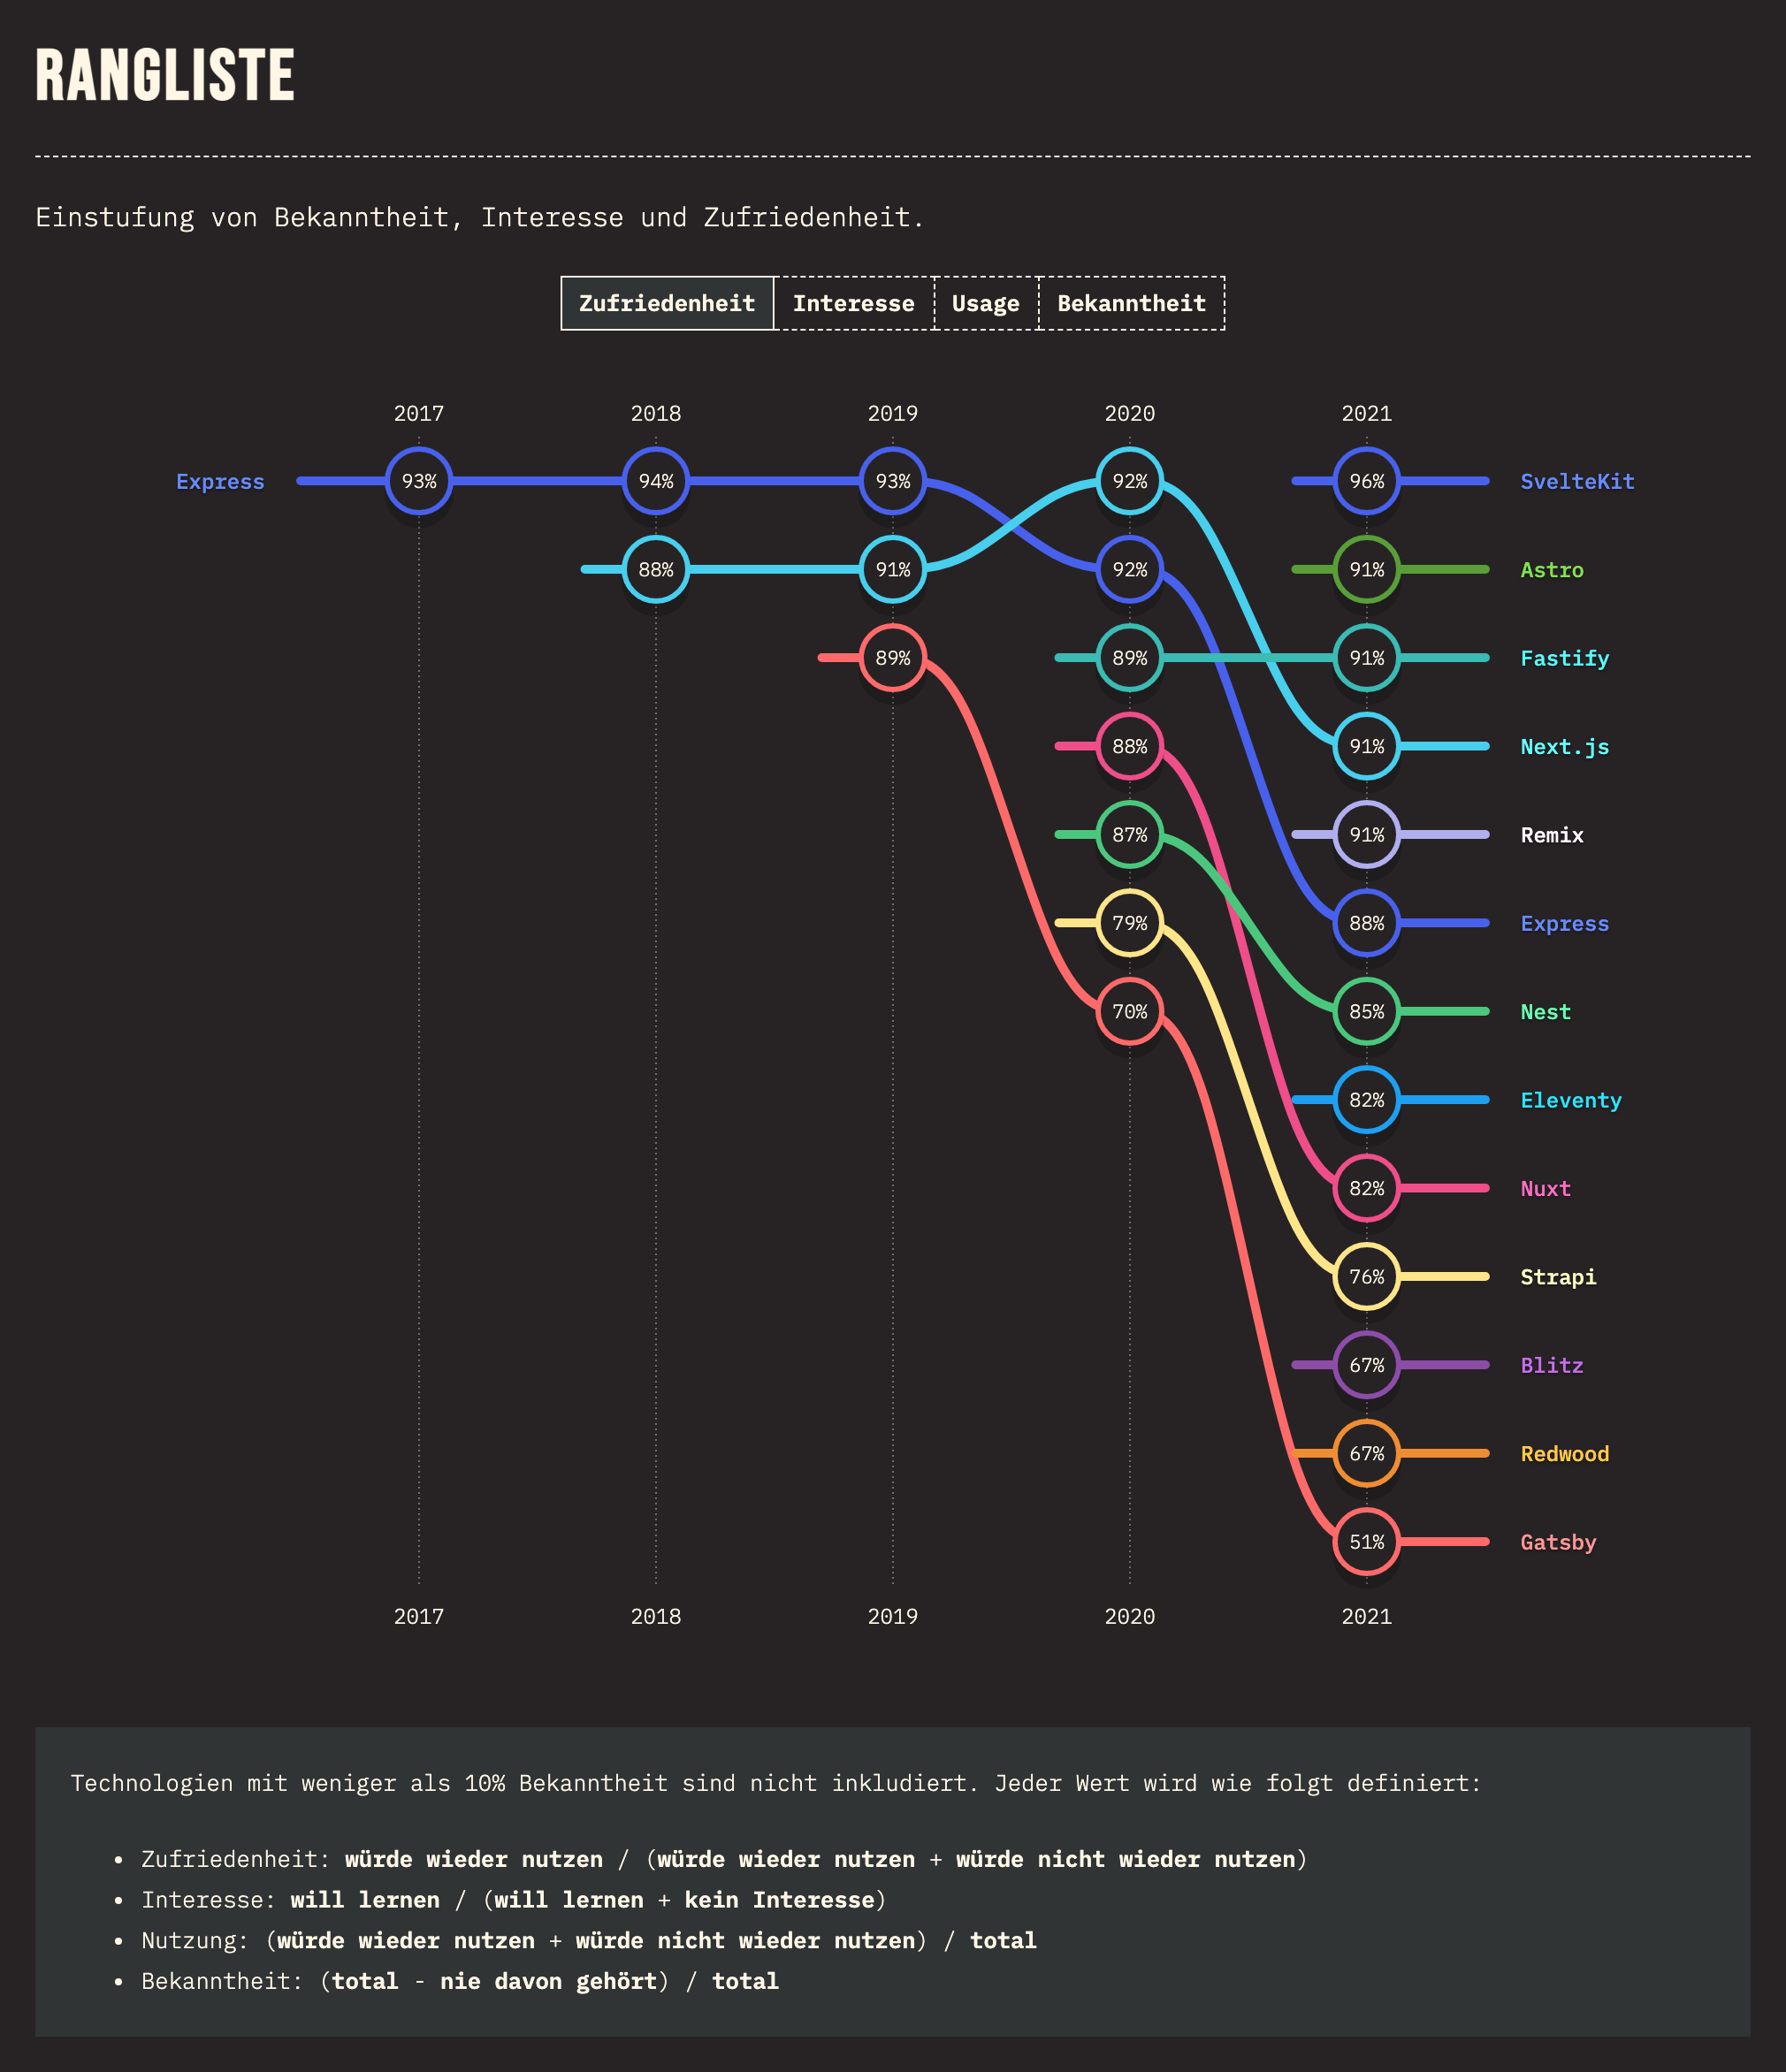 RANGLISTE
Einstufung von Bekanntheit, Interesse und Zufriedenheit.
Zufriedenheit Interesse Usage Bekanntheit
2017 2018 2019 2020 2021
Express 93% 94% 93% 92% 96% SvelteKit
88% 91% 92% 91% Astro
89% 89% 91% Fastify
88% 91% Next.js
87% 91% Remix
79% 88% Express
70% 85% Nest
82% Eleventy
82% Nuxt
76% Strapi
67% Blitz
67% Redwood
51% Gatsby
2017 2018 2019 2020 2021
Technologien mit weniger als 10% Bekanntheit sind nicht inkludiert. Jeder Wert wird wie folgt definiert:
• Zufriedenheit: würde wieder nutzen / (würde wieder nutzen + würde nicht wieder nutzen)
• Interesse: will lernen / (will lernen + kein Interesse)
• Nutzung: (würde wieder nutzen + würde nicht wieder nutzen) / total
• Bekanntheit: (total - nie davon gehört) / total